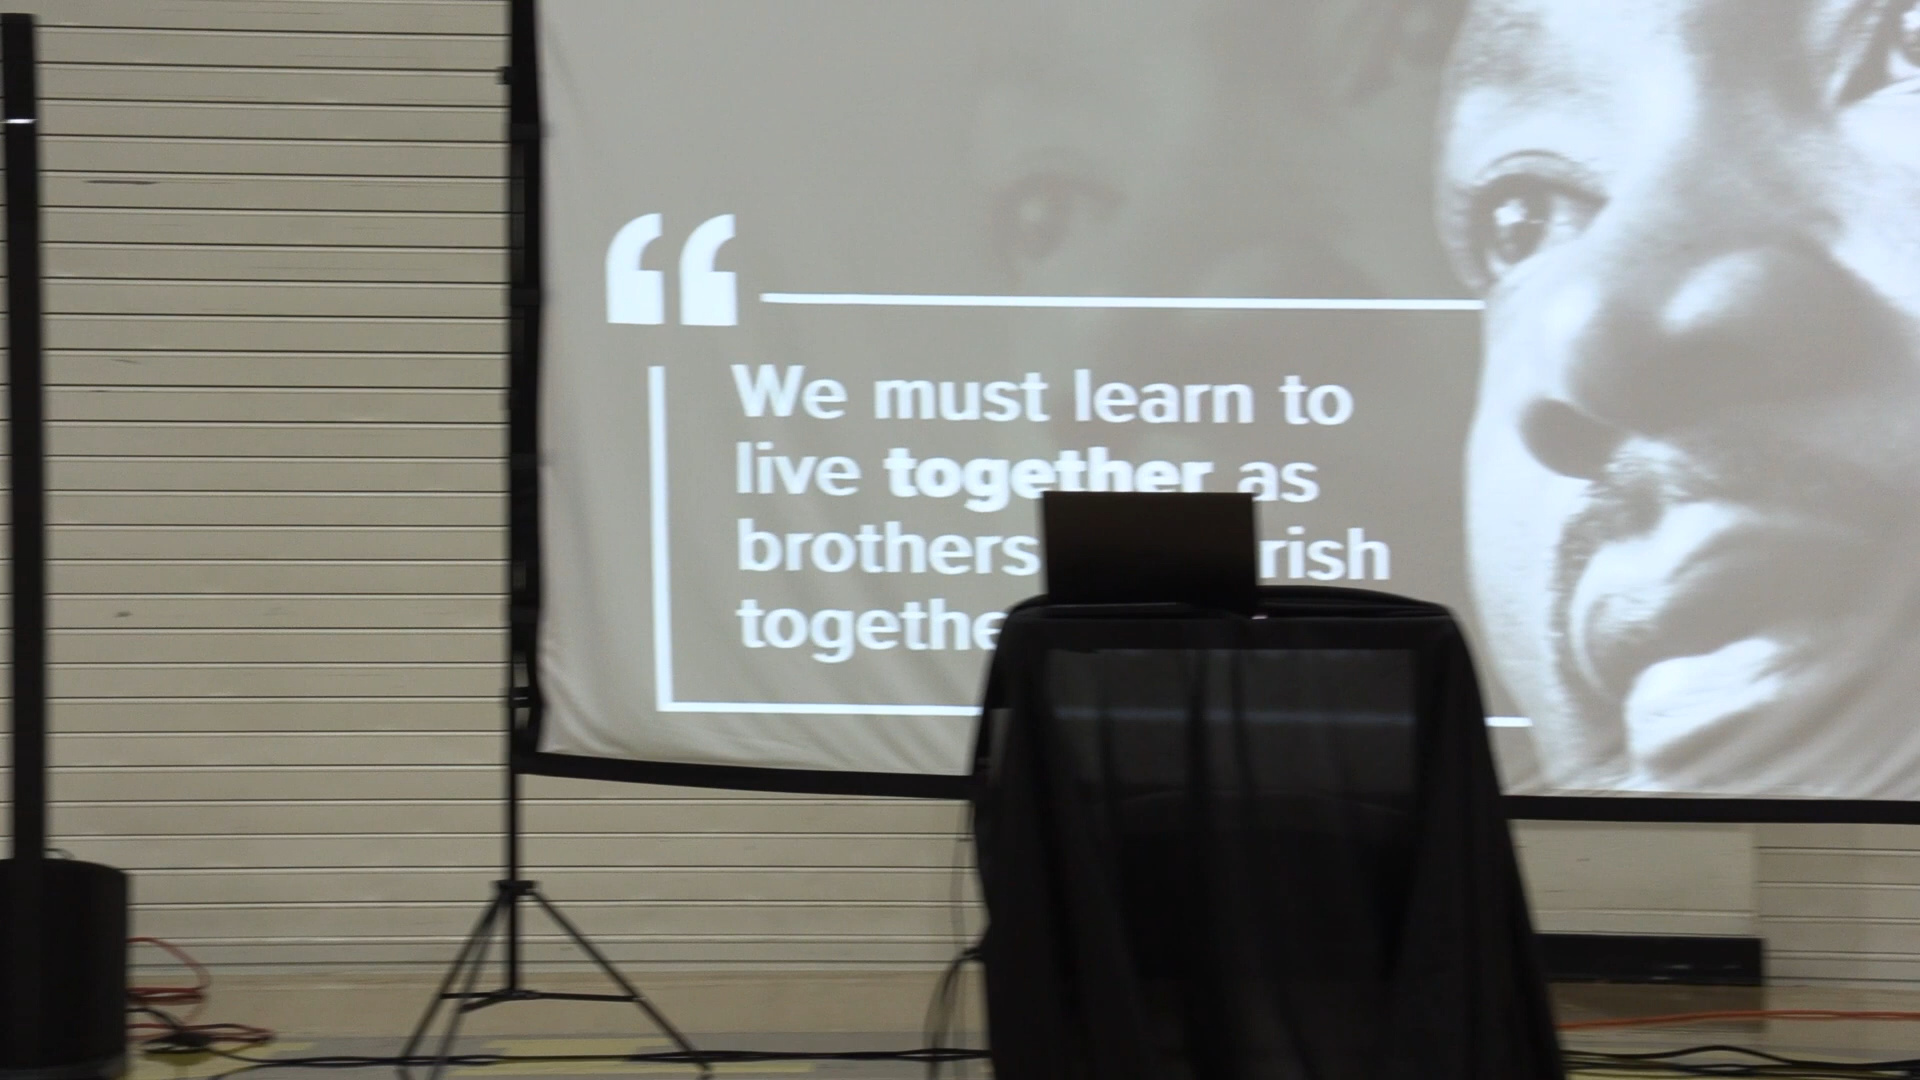 “
We must learn to
live together as
brothers rish
togethe